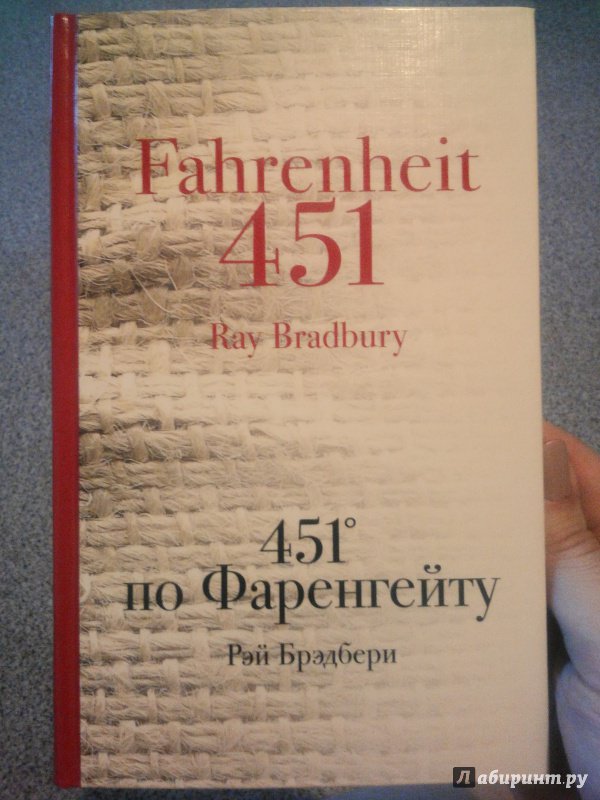 Fahrenheit
451
Ray Bradbury
451°
по Фаренгейту
Рэй Брэдбери
Лабиринт.ру